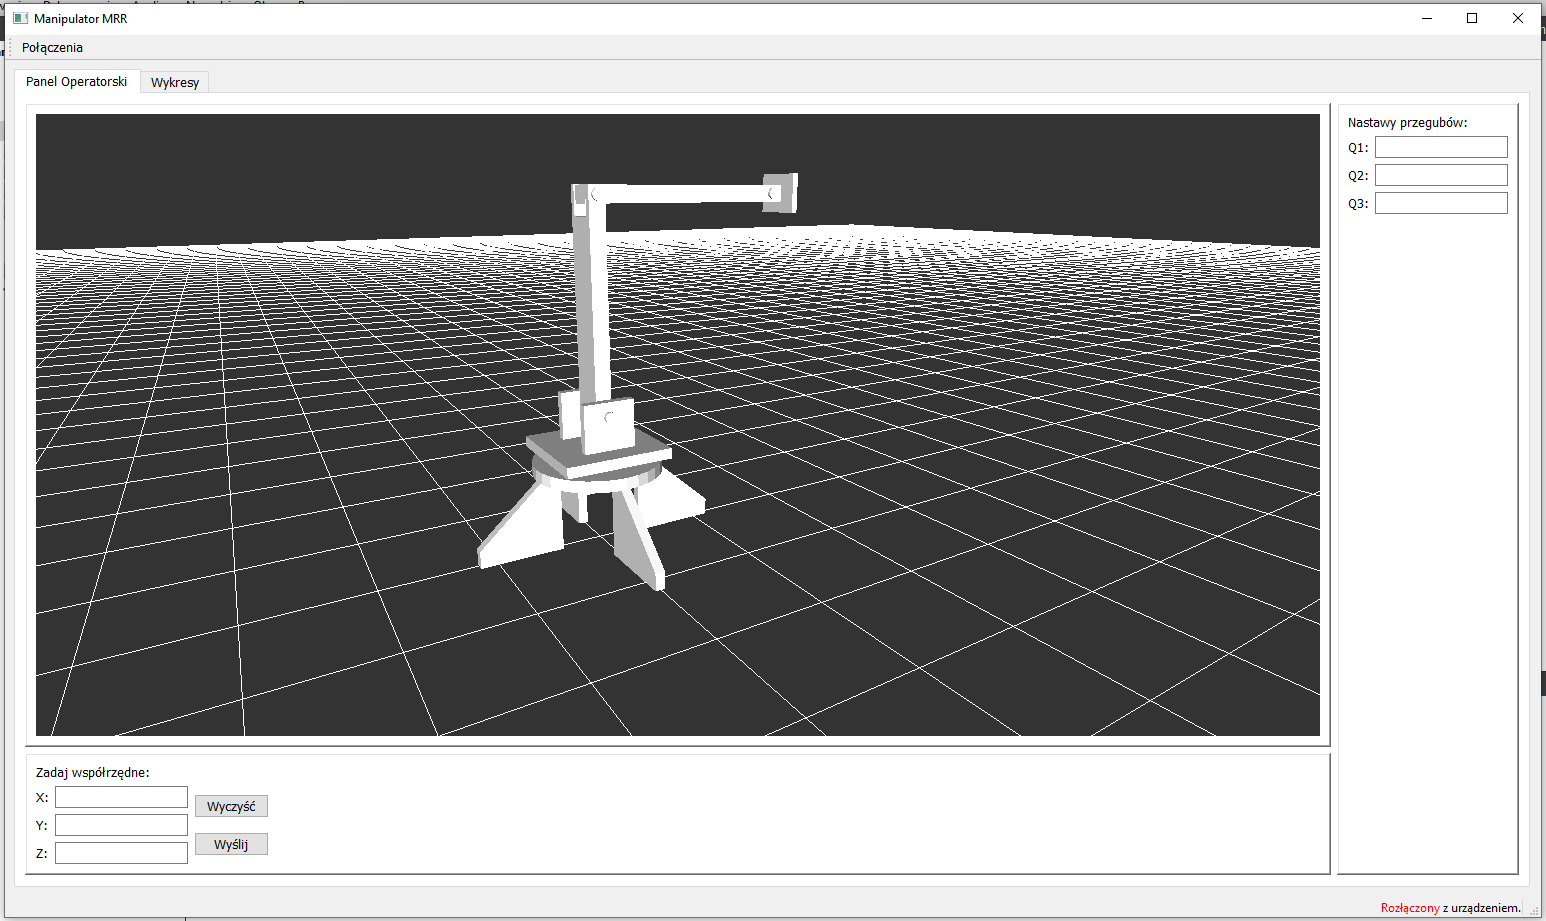 Manipulator MRR
Połączenia
Panel Operatorski
Wykresy
Nastawy przegubów:
Q1:
Q2:
Q3:
Zadaj współrzędne:
X:
Y:
Z:
Wyczyść
Wyślij
Rozłączony z urządzeniem.